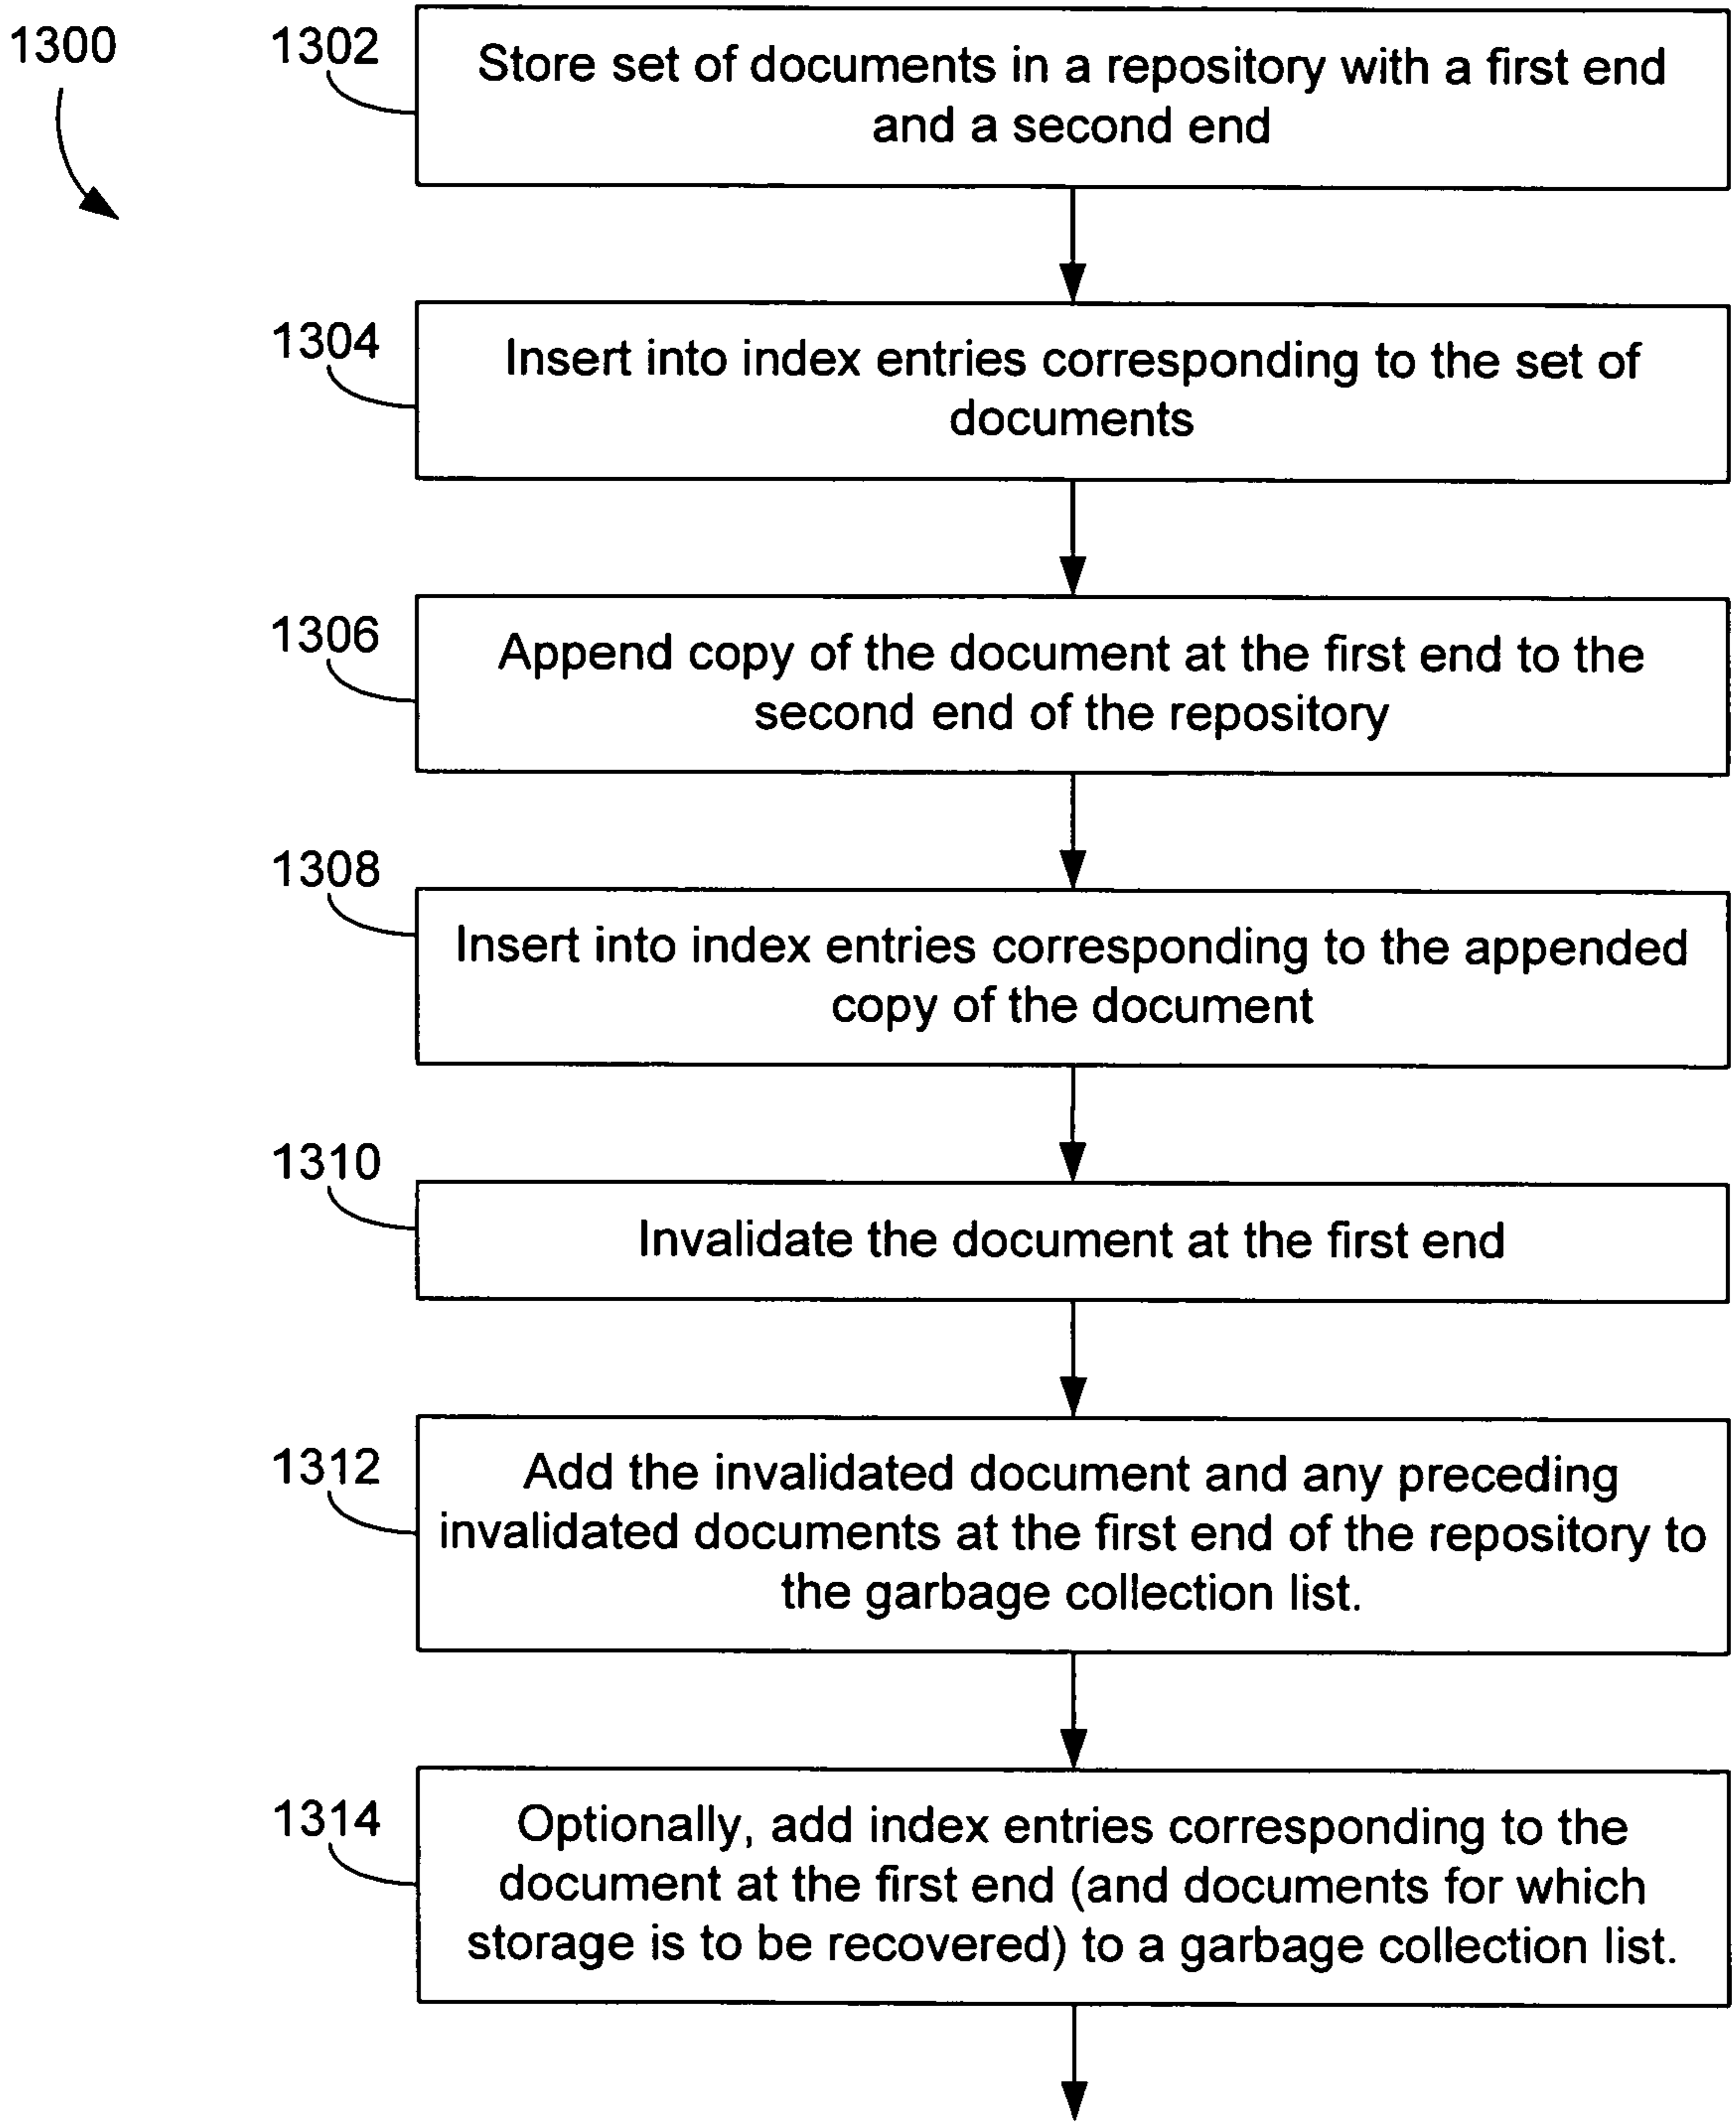 1300
1302
Store set of documents in a repository with a first end
and a second end
1304
Insert into index entries corresponding to the set of
documents
1306
Append copy of the document at the first end to the
second end of the repository
1308
Insert into index entries corresponding to the appended
copy of the document
1310
Invalidate the document at the first end
1312
Add the invalidated document and any preceding
invalidated documents at the first end of the repository to
the garbage collection list.
1314
Optionally, add index entries corresponding to the
document at the first end (and documents for which
storage is to be recovered) to a garbage collection list.